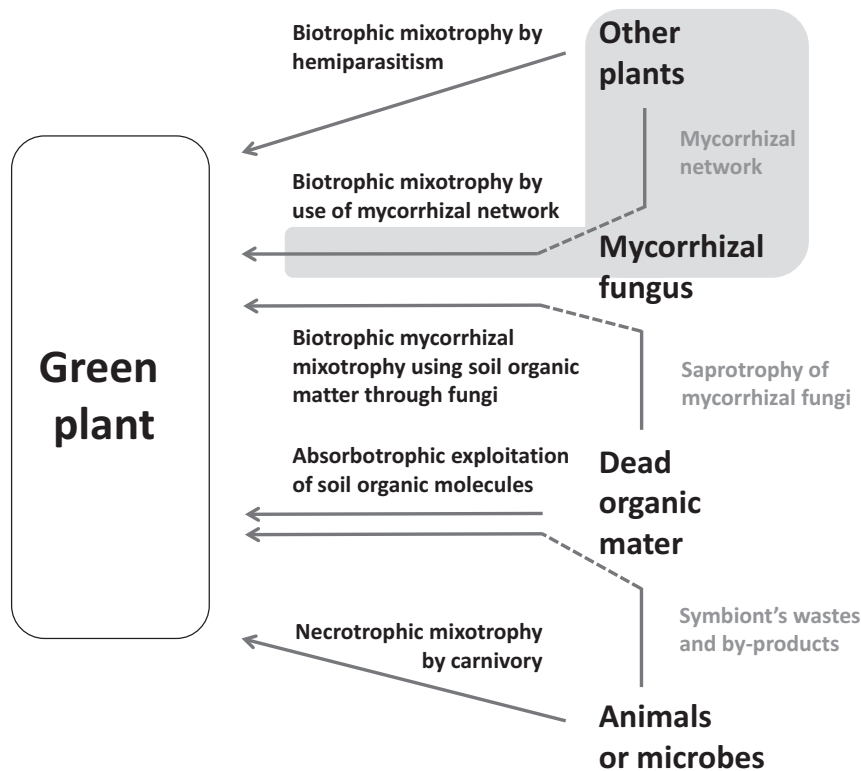 Biotrophic mixotrophy by
hemiparasitism
Other
plants
Mycorrhizal
network
Biotrophic mixotrophy by
use of mycorrhizal network
Mycorrhizal
fungus
Green
plant
Biotrophic mycorrhizal
mixotrophy using soil organic
matter through fungi
Saprotrophy of
mycorrhizal fungi
Absorbotrophic exploitation
of soil organic molecules
Dead
organic
mater
Necrotrophic mixotrophy
by carnivory
Symbiont’s wastes
and by-products
Animals
or microbes